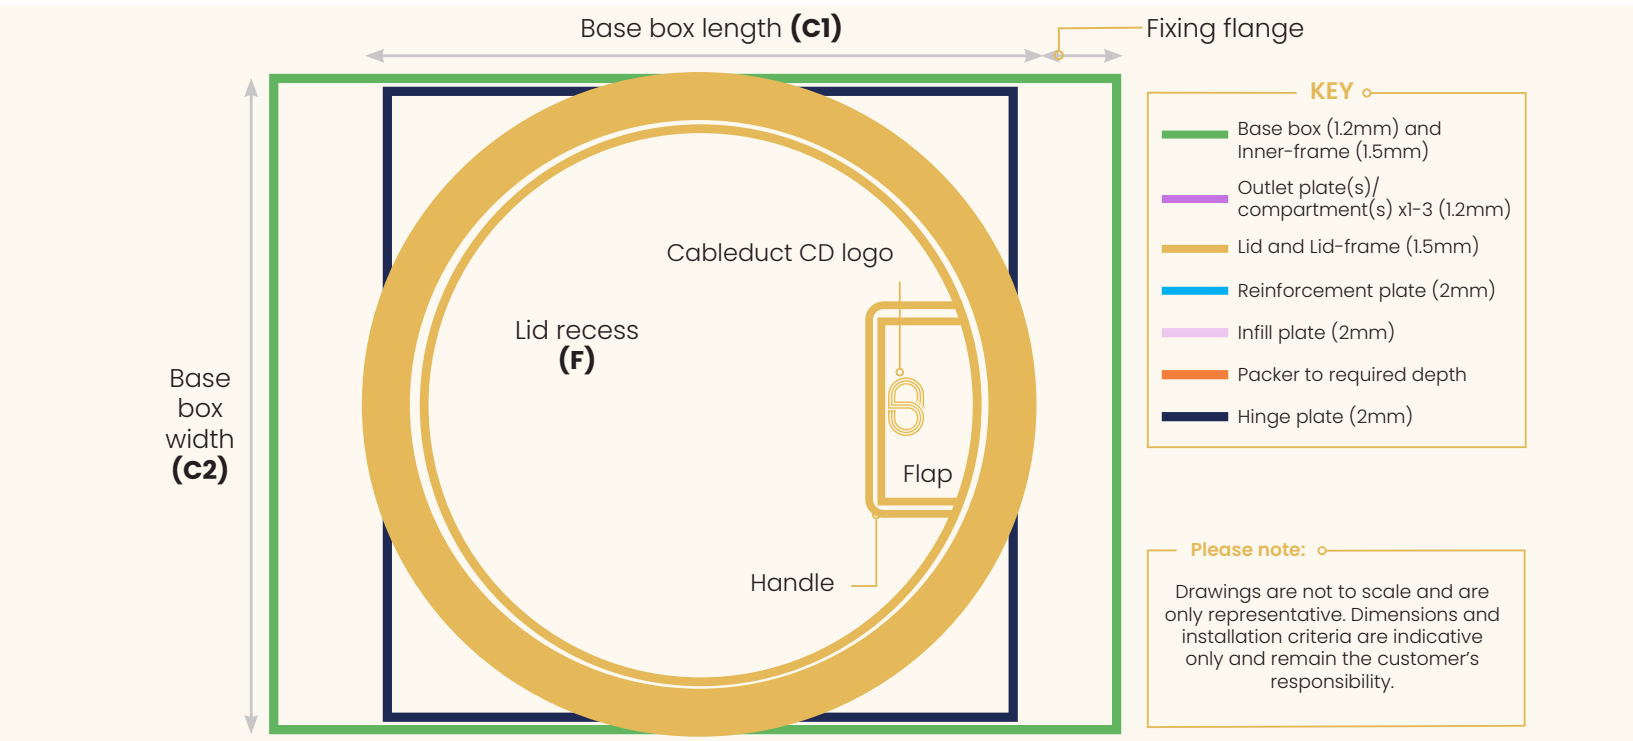 Base box length (C1)
Fixing flange
KEY
Base box (1.2mm) and
Inner-frame (1.5mm)
Outlet plate(s)/
compartment(s) x1-3 (1.2mm)
Lid and Lid-frame (1.5mm)
Reinforcement plate (2mm)
Infill plate (2mm)
Packer to required depth
Hinge plate (2mm)
Cableduct CD logo
Lid recess
(F)
Base
box
width
(C2)
Flap
Handle
Please note:
Drawings are not to scale and are
only representative. Dimensions and
installation criteria are indicative
only and remain the customer’s
responsibility.